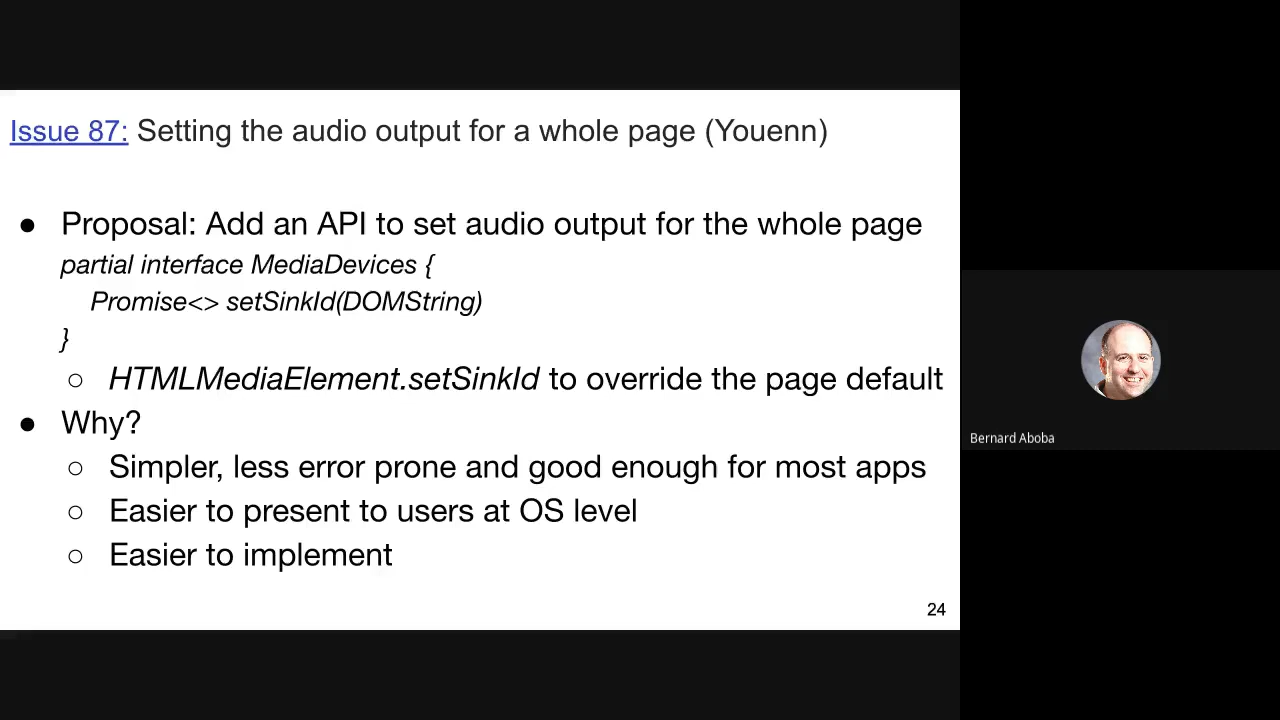 Issue 87: Setting the audio output for a whole page (Youenn)
● Proposal: Add an API to set audio output for the whole page
partial interface MediaDevices {
Promise<> setSinkId(DOMString)
}
○ HTMLMediaElement.setSinkId to override the page default
● Why?
○ Simpler, less error prone and good enough for most apps
○ Easier to present to users at OS level
○ Easier to implement
24
Bernard Aboba